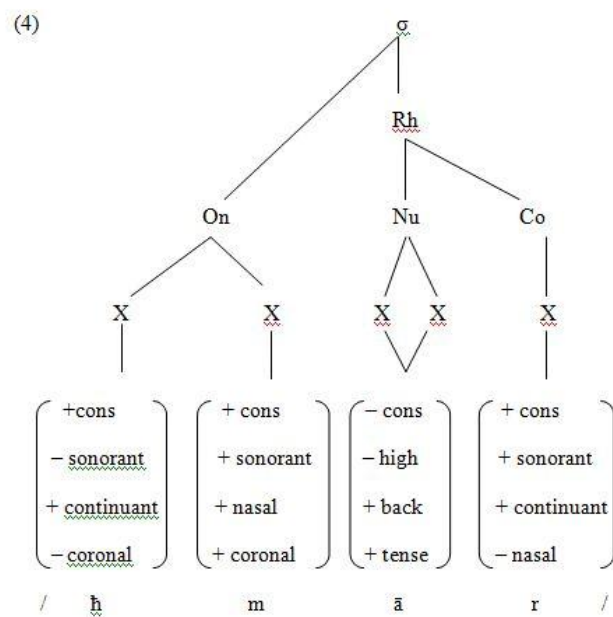 (4)
σ
Rh
On Nu Co
X X X X X
+cons + cons – cons + cons
– sonorant + sonorant – high + sonorant
+ continuant + nasal + back + continuant
– coronal + coronal + tense – nasal
/ ħ m ā r /